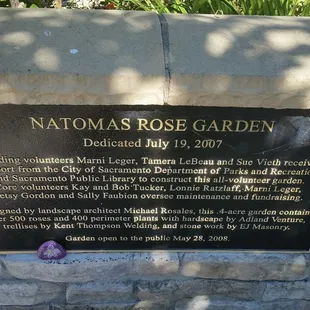 NATOMAS ROSE GARDEN
Dedicated July 19, 2007
ding volunteers Marni Leger, Tamera LeBeau and Sue Vieth receiv
ort from the City of Sacramento Department of Parks and Recreatio
nd Sacramento Public Library to construct this all-volunteer garden.
Core volunteers Kay and Bob Tucker, Lonnie Ratzlaff, Marni Leger,
etsy Gordon and Sally Faubion oversee maintenance and fundraising.
igned by landscape architect Michael Rosales, this .4-acre garden contain
er 500 roses and 400 perimeter plants with hardscape by Adland Venture,
trellises by Kent Thompson Welding, and stone work by EJ Masonry.
Garden open to the public May 28, 2008.